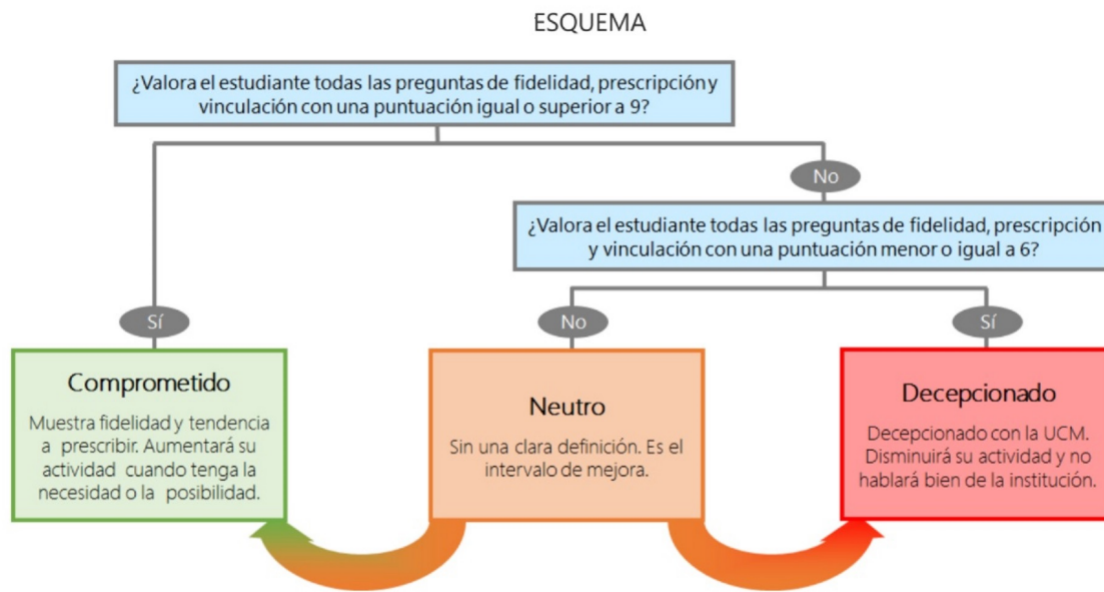 ESQUEMA
¿Valora el estudiante todas las preguntas de fidelidad, prescripción y
vinculación con una puntuación igual o superior a 9?
No
¿Valora el estudiante todas las preguntas de fidelidad, prescripción
y vinculación con una puntuación menor o igual a 6?
Sí
No
Sí
Comprometido
Muestra fidelidad y tendencia
a prescribir. Aumentará su
actividad cuando tenga la
necesidad o la posibilidad.
Neutro
Sin una clara definición. Es el
intervalo de mejora.
Decepcionado
Decepcionado con la UCM.
Disminuirá su actividad y no
hablará bien de la institución.